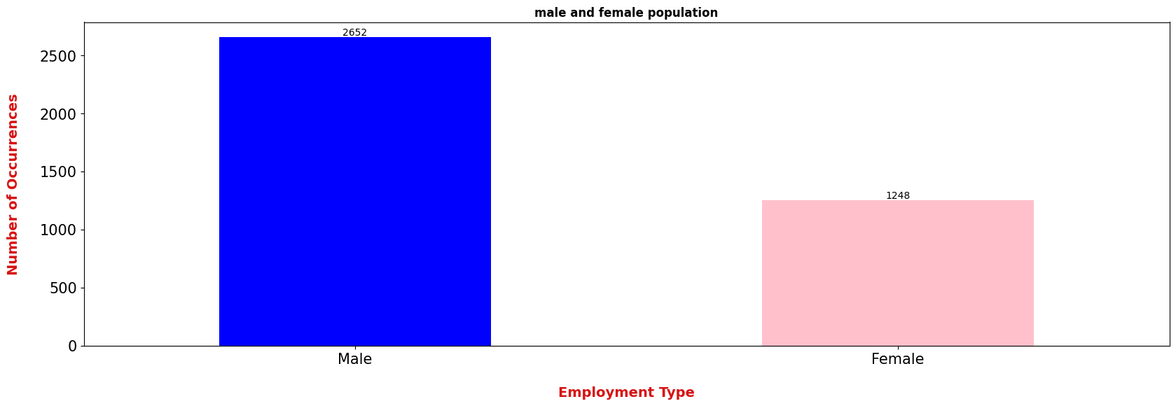 male and female population
2652
1248
2500
2000
1500
1000
500
0
Number of Occurrences
Male
Female
Employment Type